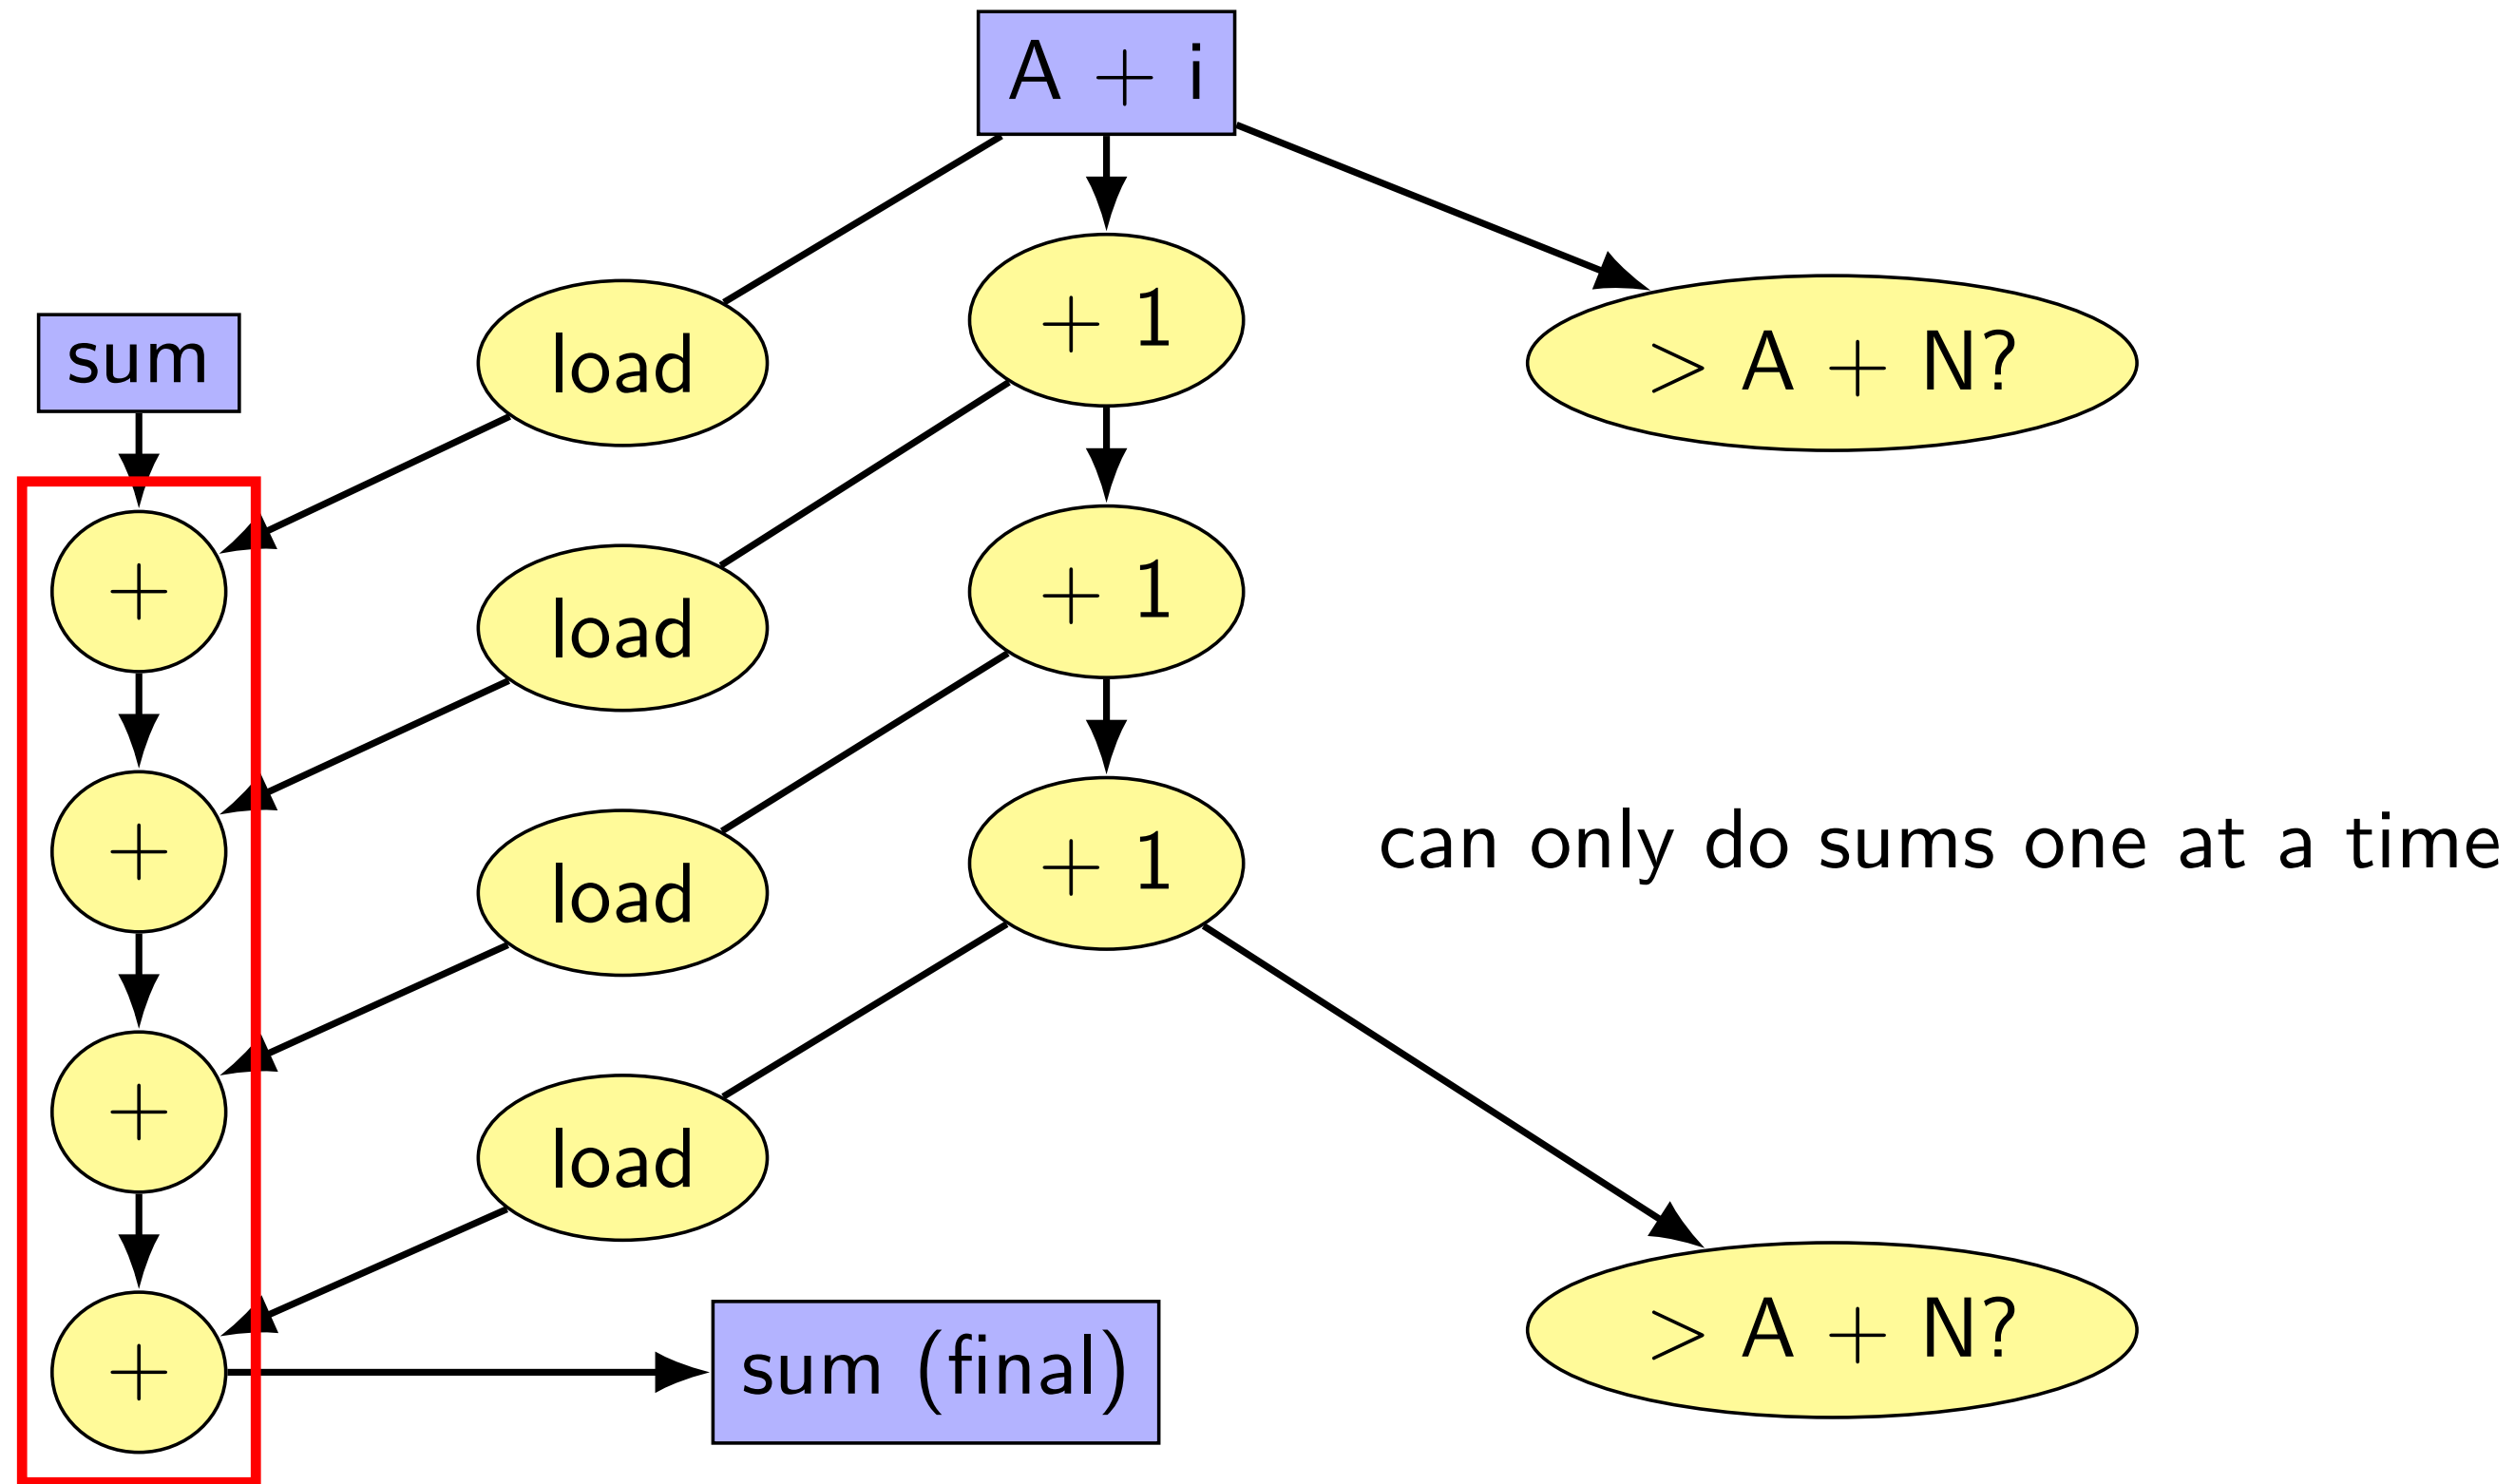 A + i
+ 1
sum
load
> A + N?
+
load
+ 1
+
load
+ 1
can only do sums one at a time
+
load
+
sum (final)
> A + N?